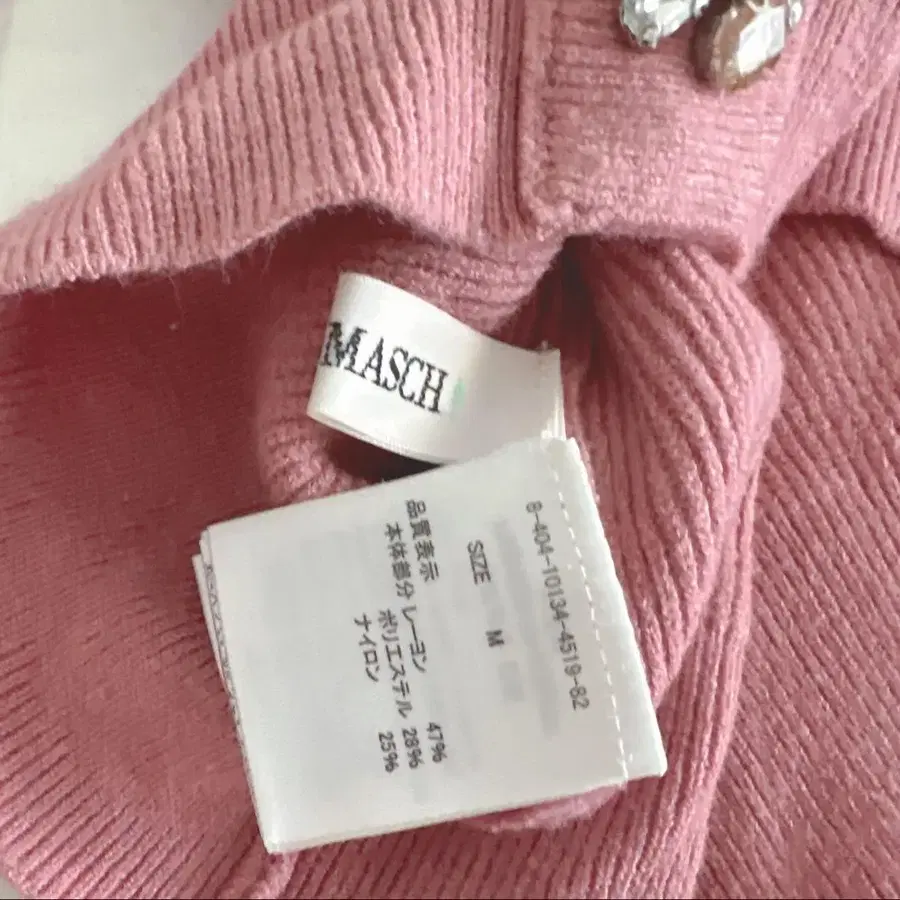 MASCH
8-404-10134-4519-82
SIZE M
品質表示
本体部分 レーヨン 47%
ポリエステル 28%
ナイロン 25%